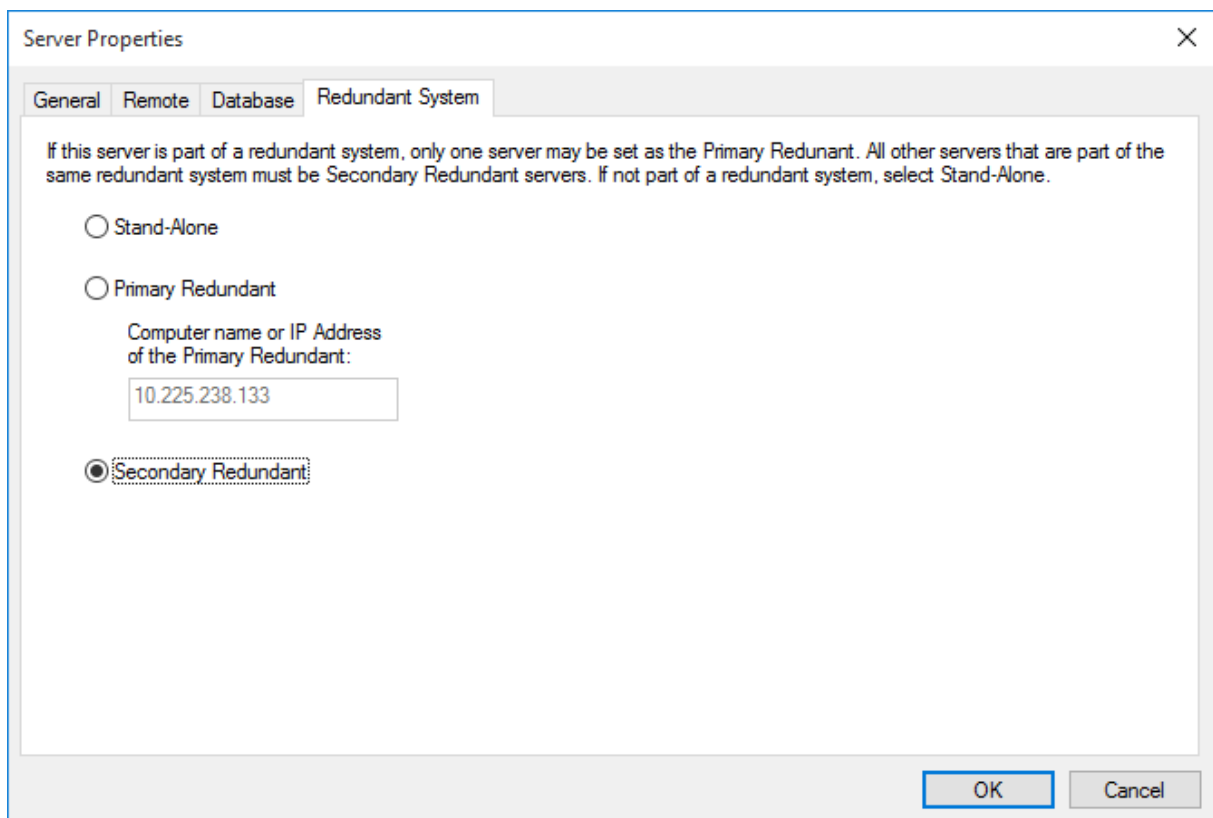 Server Properties
General Remote Database Redundant System
If this server is part of a redundant system, only one server may be set as the Primary Redunant. All other servers that are part of the
same redundant system must be Secondary Redundant servers. If not part of a redundant system, select Stand-Alone.
Stand-Alone
Primary Redundant
Computer name or IP Address
of the Primary Redundant:
10.225.238.133
Secondary Redundant
OK Cancel